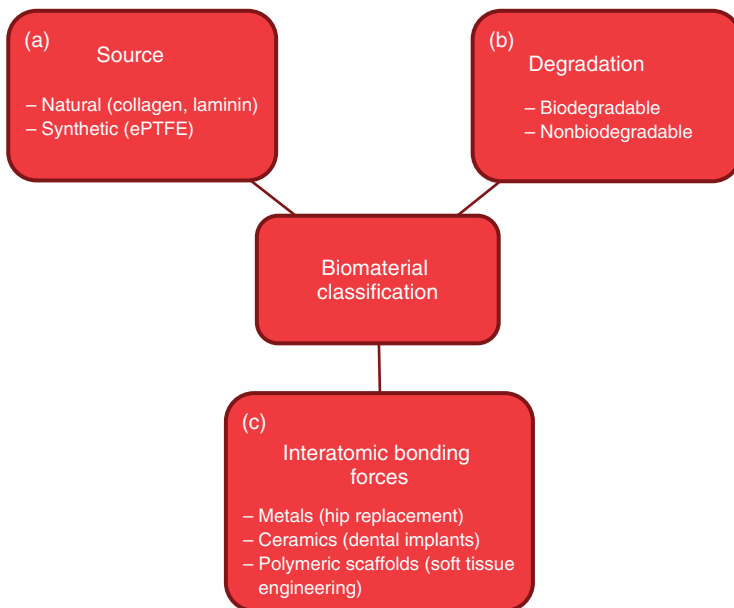 (a)
Source
– Natural (collagen, laminin)
– Synthetic (ePTFE)
(b)
Degradation
– Biodegradable
– Nonbiodegradable
Biomaterial
classification
(c)
Interatomic bonding
forces
– Metals (hip replacement)
– Ceramics (dental implants)
– Polymeric scaffolds (soft tissue
engineering)